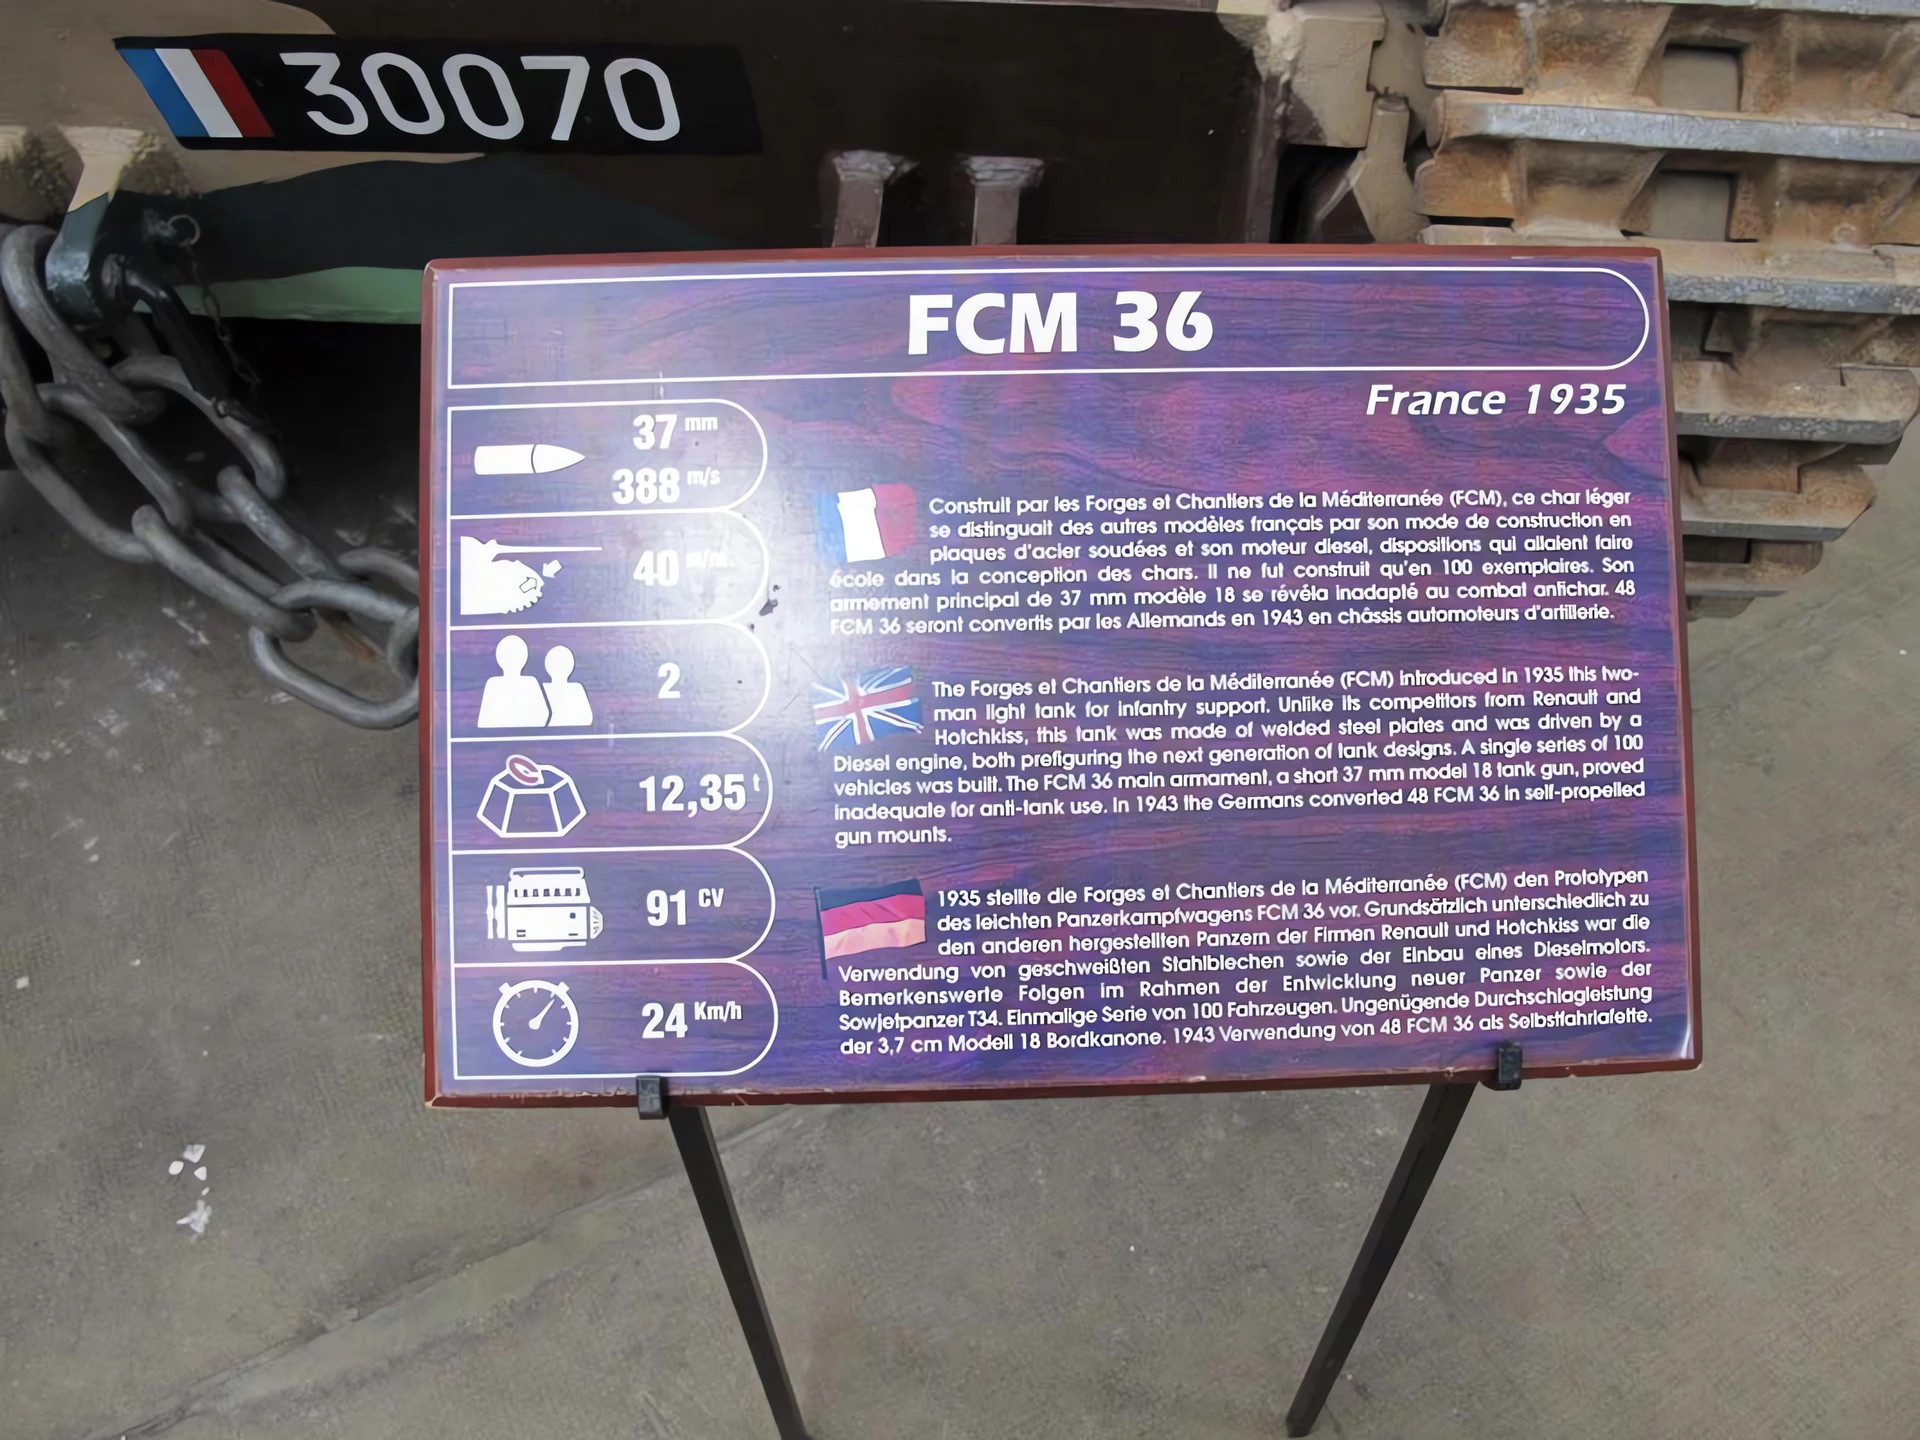 30070
FCM 36
France 1935
37 mm
388 m/s
40 m/m
2
12,35 t
91 CV
24 Km/h
Construit par les Forges et Chantiers de la Méditerranée (FCM), ce char léger
se distinguait des autres modèles français par son mode de construction en
plaques d'acier soudées et son moteur diesel, dispositions qui allaient faire
école dans la conception des chars. Il ne fut construit qu'en 100 exemplaires. Son
armement principal de 37 mm modèle 18 se révéla inadapté au combat antichar. 48
FCM 36 seront convertis par les Allemands en 1943 en châssis automoteurs d'artillerie.
The Forges et Chantiers de la Méditerranée (FCM) introduced in 1935 this two-
man light tank for infantry support. Unlike its competitors from Renault and
Hotchkiss, this tank was made of welded steel plates and was driven by a
Diesel engine, both prefiguring the next generation of tank designs. A single series of 100
vehicles was built. The FCM 36 main armament, a short 37 mm model 18 tank gun, proved
inadequate for anti-tank use. In 1943 the Germans converted 48 FCM 36 in self-propelled
gun mounts.
1935 stellte die Forges et Chantiers de la Méditerranée (FCM) den Prototypen
des leichten Panzerkampfwagens FCM 36 vor. Grundsätzlich unterschiedlich zu
den anderen hergestellten Panzern der Firmen Renault und Hotchkiss war die
Verwendung von geschweißten Stahlblechen sowie der Einbau eines Dieselmotors.
Bemerkenswerte Folgen im Rahmen der Entwicklung neuer Panzer sowie der
Sowjetpanzer T34. Einmalige Serie von 100 Fahrzeugen. Ungenügende Durchschlagleistung
der 3,7 cm Modell 18 Bordkanone. 1943 Verwendung von 48 FCM 36 als Selbstfahrlafette.